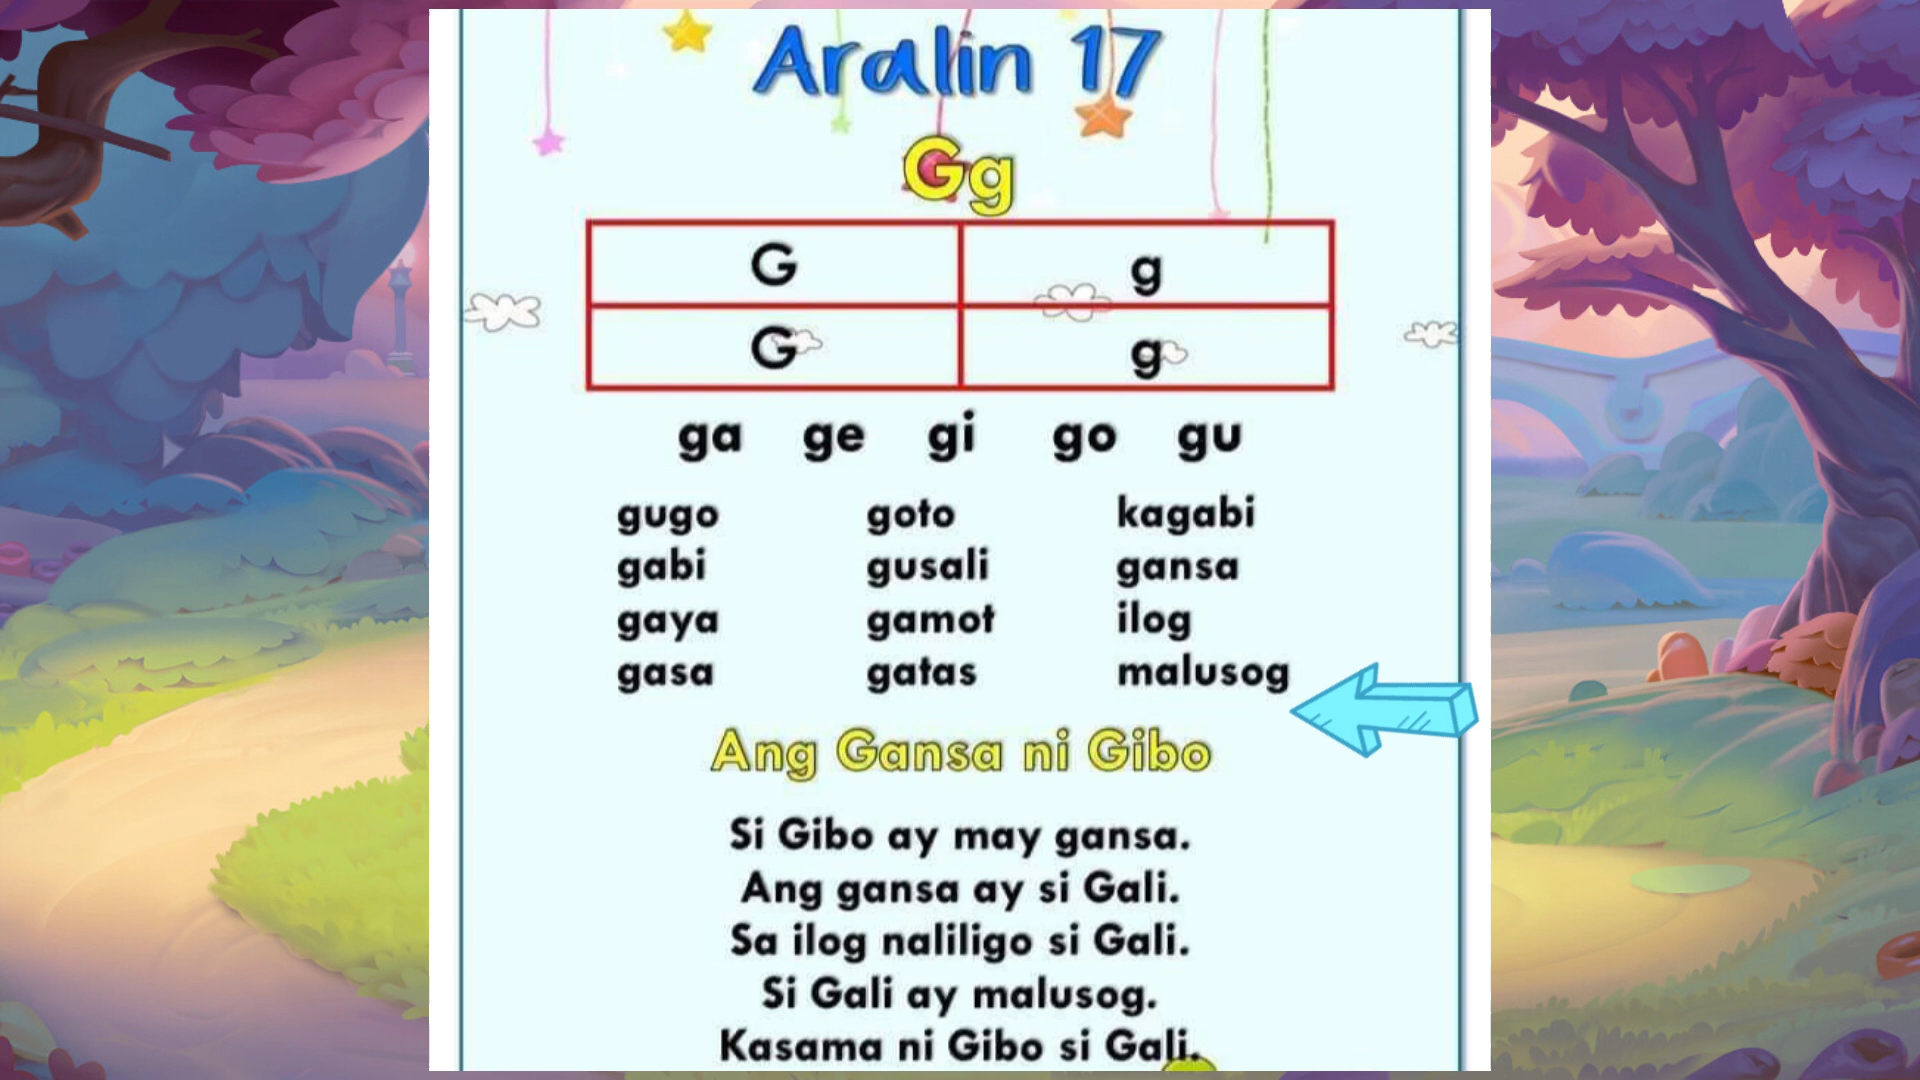 Aralin 17
Gg
G g
G g
ga ge gi go gu
gugo goto kagabi
gabi gusali gansa
gaya gamot ilog
gasa gatas malusog
Ang Gansa ni Gibo
Si Gibo ay may gansa.
Ang gansa ay si Gali.
Sa ilog naliligo si Gali.
Si Gali ay malusog.
Kasama ni Gibo si Gali.